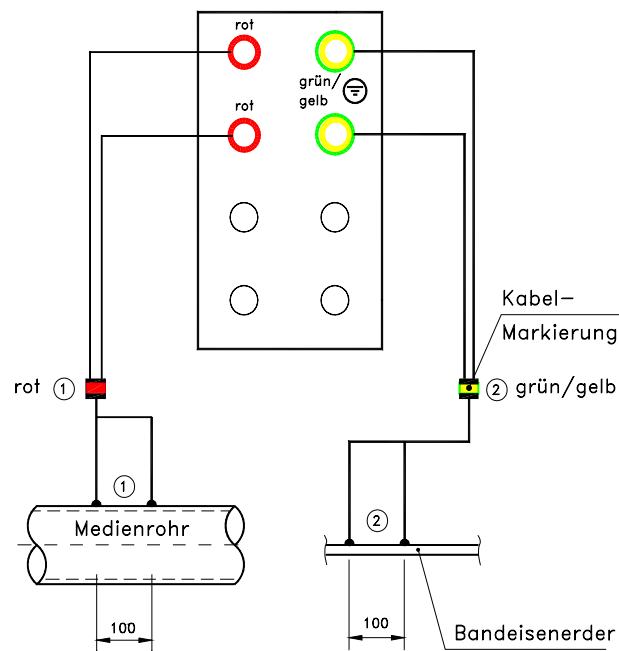 rot
grün/
gelb
rot
Kabel-
Markierung
rot 1
2 grün/gelb
1
2
Medienrohr
100
100
Bandeisenerder